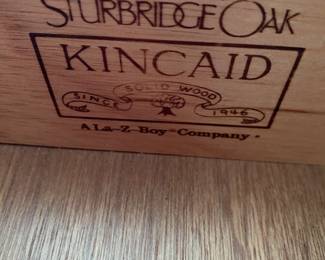 STURBRIDGE OAK
KINCAID
SOLID WOOD
SINCE 1946
A La-Z-Boy Company